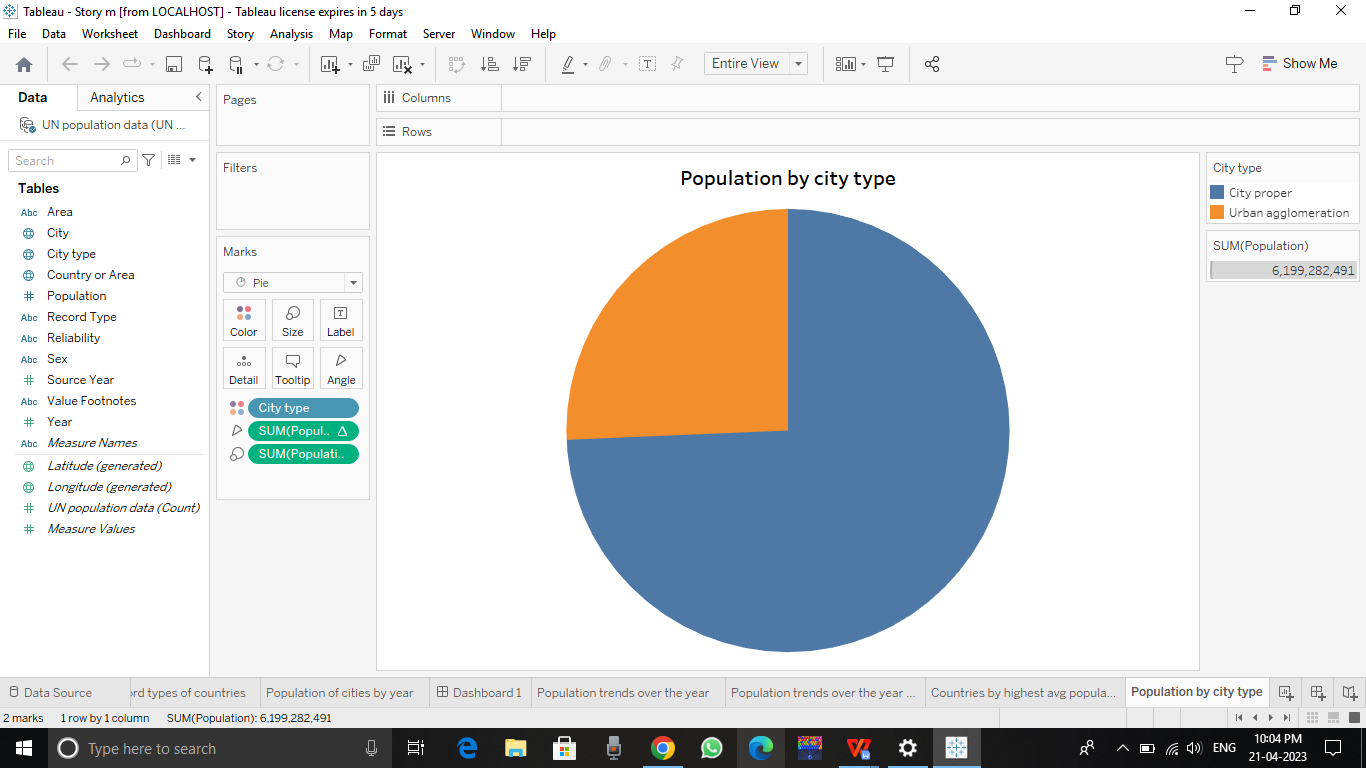 Tableau - Story m [from LOCALHOST] - Tableau license expires in 5 days
File Data Worksheet Dashboard Story Analysis Map Format Server Window Help
Entire View
Show Me
Data Analytics
UN population data (UN ...
Search
Tables
Abc Area
City
City type
Country or Area
Population
Abc Record Type
Abc Reliability
Abc Sex
Source Year
Abc Value Footnotes
Year
Abc Measure Names
Latitude (generated)
Longitude (generated)
UN population data (Count)
Measure Values
Pages
Filters
Marks
Pie
Color Size Label
Detail Tooltip Angle
City type
SUM(Popul..
SUM(Populati..
Columns
Rows
Population by city type
City type
City proper
Urban agglomeration
SUM(Population)
6,199,282,491
Data Source rd types of countries Population of cities by year Dashboard 1 Population trends over the year Population trends over the year ... Countries by highest avg popula... Population by city type
2 marks 1 row by 1 column SUM(Population): 6,199,282,491
Type here to search
ENG
10:04 PM
21-04-2023